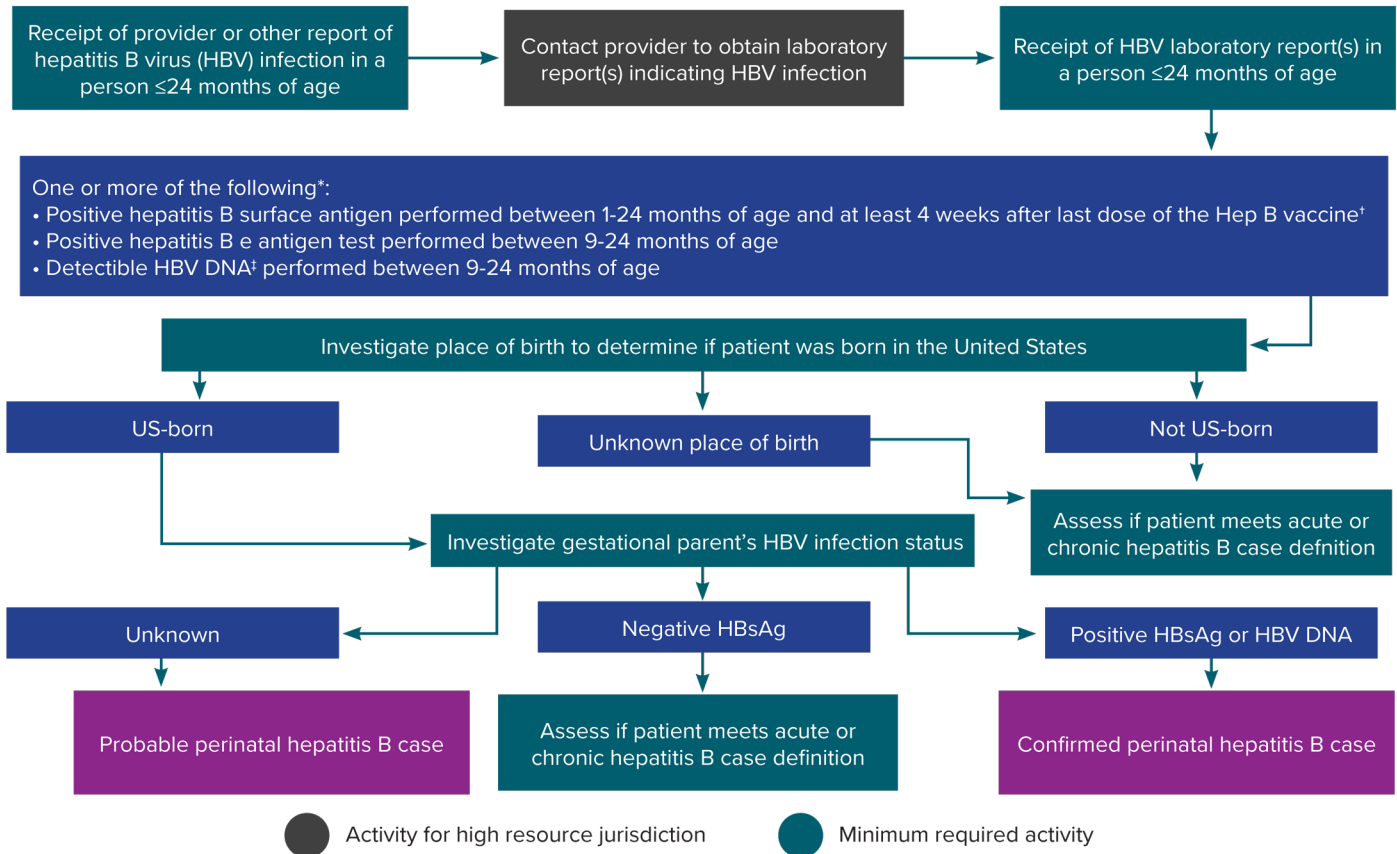 Receipt of provider or other report of
hepatitis B virus (HBV) infection in a
person ≤24 months of age
Contact provider to obtain laboratory
report(s) indicating HBV infection
Receipt of HBV laboratory report(s) in
a person ≤24 months of age
One or more of the following*:
• Positive hepatitis B surface antigen performed between 1-24 months of age and at least 4 weeks after last dose of the Hep B vaccine†
• Positive hepatitis B e antigen test performed between 9-24 months of age
• Detectible HBV DNA‡ performed between 9-24 months of age
Investigate place of birth to determine if patient was born in the United States
US-born
Unknown place of birth
Not US-born
Assess if patient meets acute or
chronic hepatitis B case defnition
Investigate gestational parent’s HBV infection status
Unknown
Negative HBsAg
Positive HBsAg or HBV DNA
Probable perinatal hepatitis B case
Assess if patient meets acute or
chronic hepatitis B case definition
Confirmed perinatal hepatitis B case
Activity for high resource jurisdiction
Minimum required activity